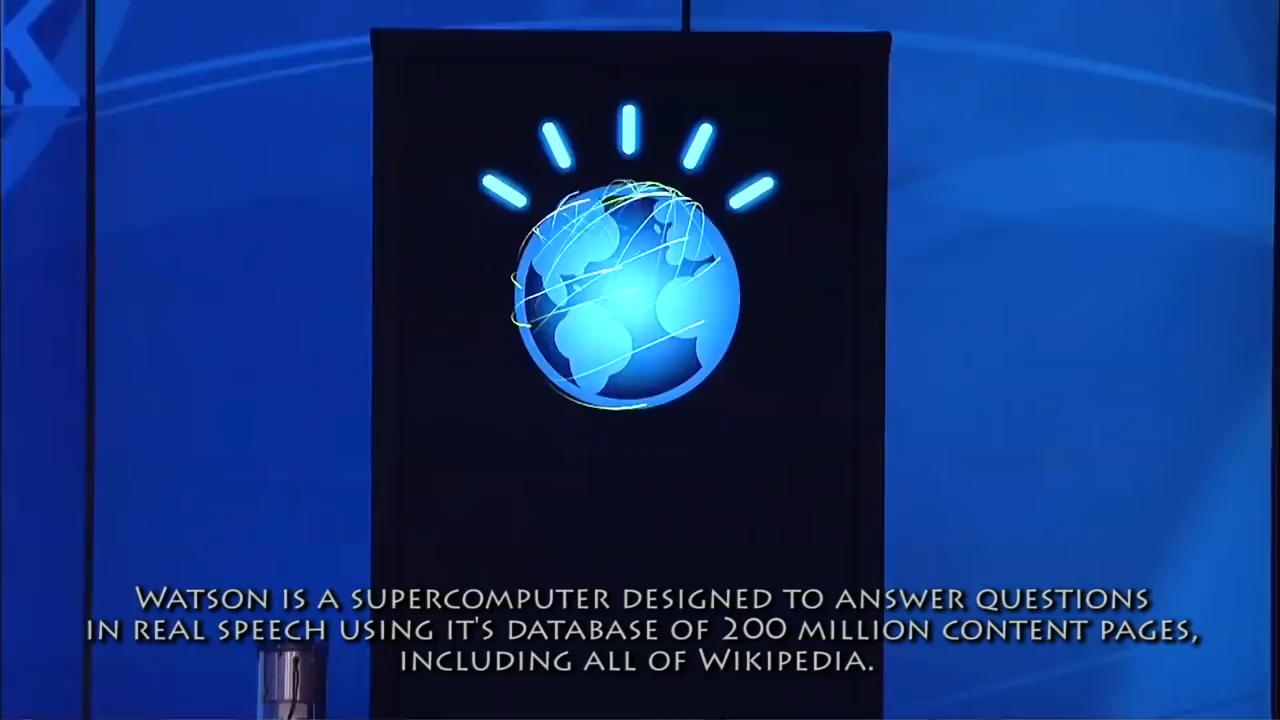 Watson is a supercomputer designed to answer questions
in real speech using it's database of 200 million content pages,
including all of Wikipedia.